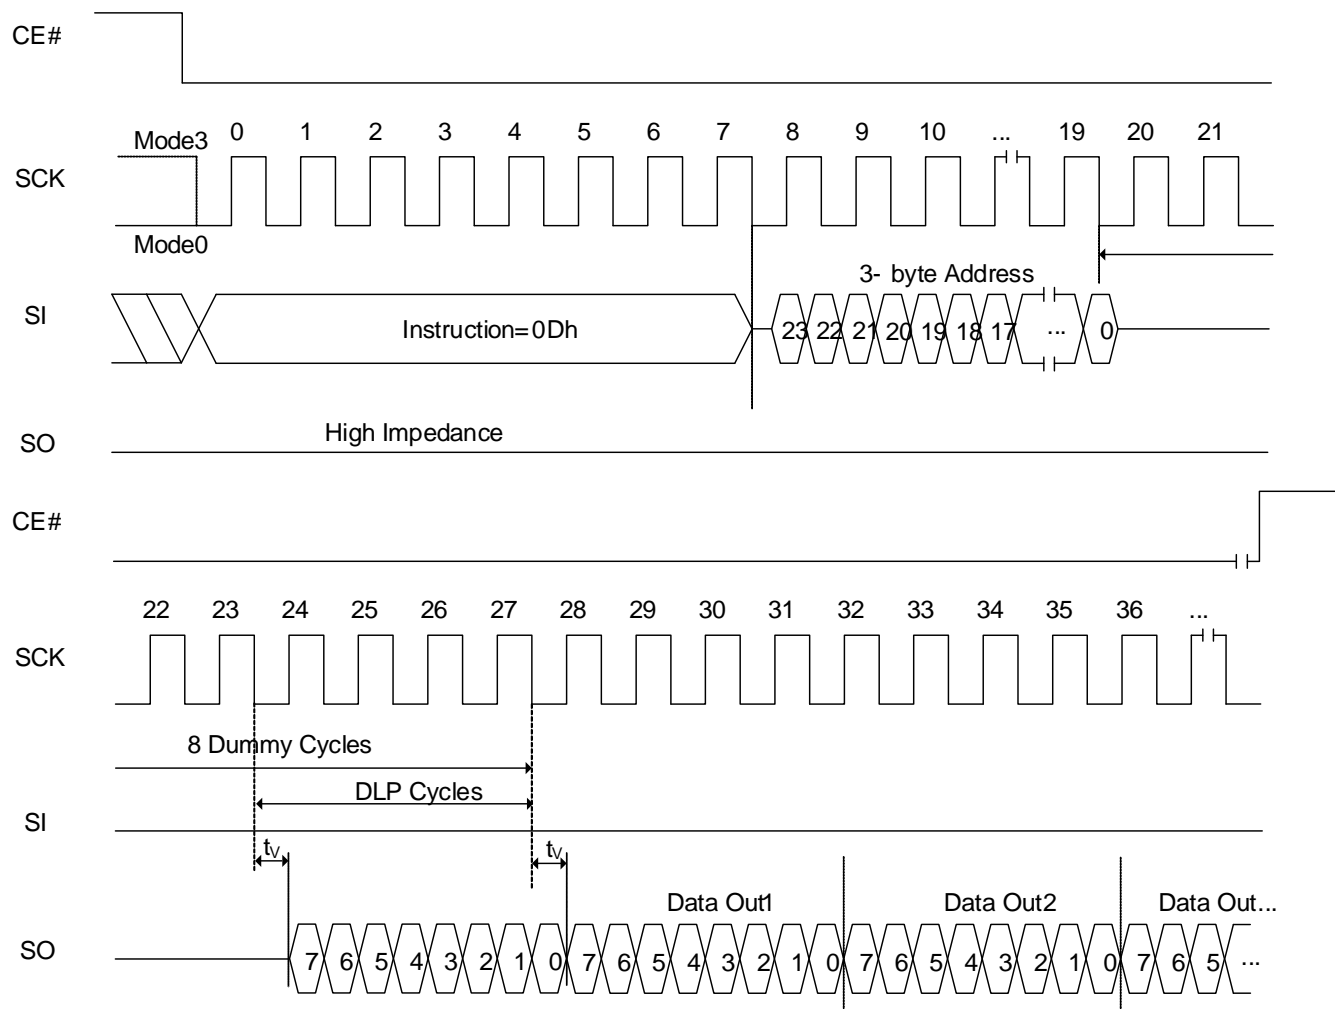 CE#
Mode3 0 1 2 3 4 5 6 7 8 9 10 ... 19 20 21
SCK
Mode0
3- byte Address
SI Instruction=0Dh 23 22 21 20 19 18 17 ... 0
High Impedance
SO
CE#
22 23 24 25 26 27 28 29 30 31 32 33 34 35 36 ...
SCK
8 Dummy Cycles
DLP Cycles
SI
tV tV
Data Out1 Data Out2 Data Out...
SO 7 6 5 4 3 2 1 0 7 6 5 4 3 2 1 0 7 6 5 4 3 2 1 0 7 6 5 ...